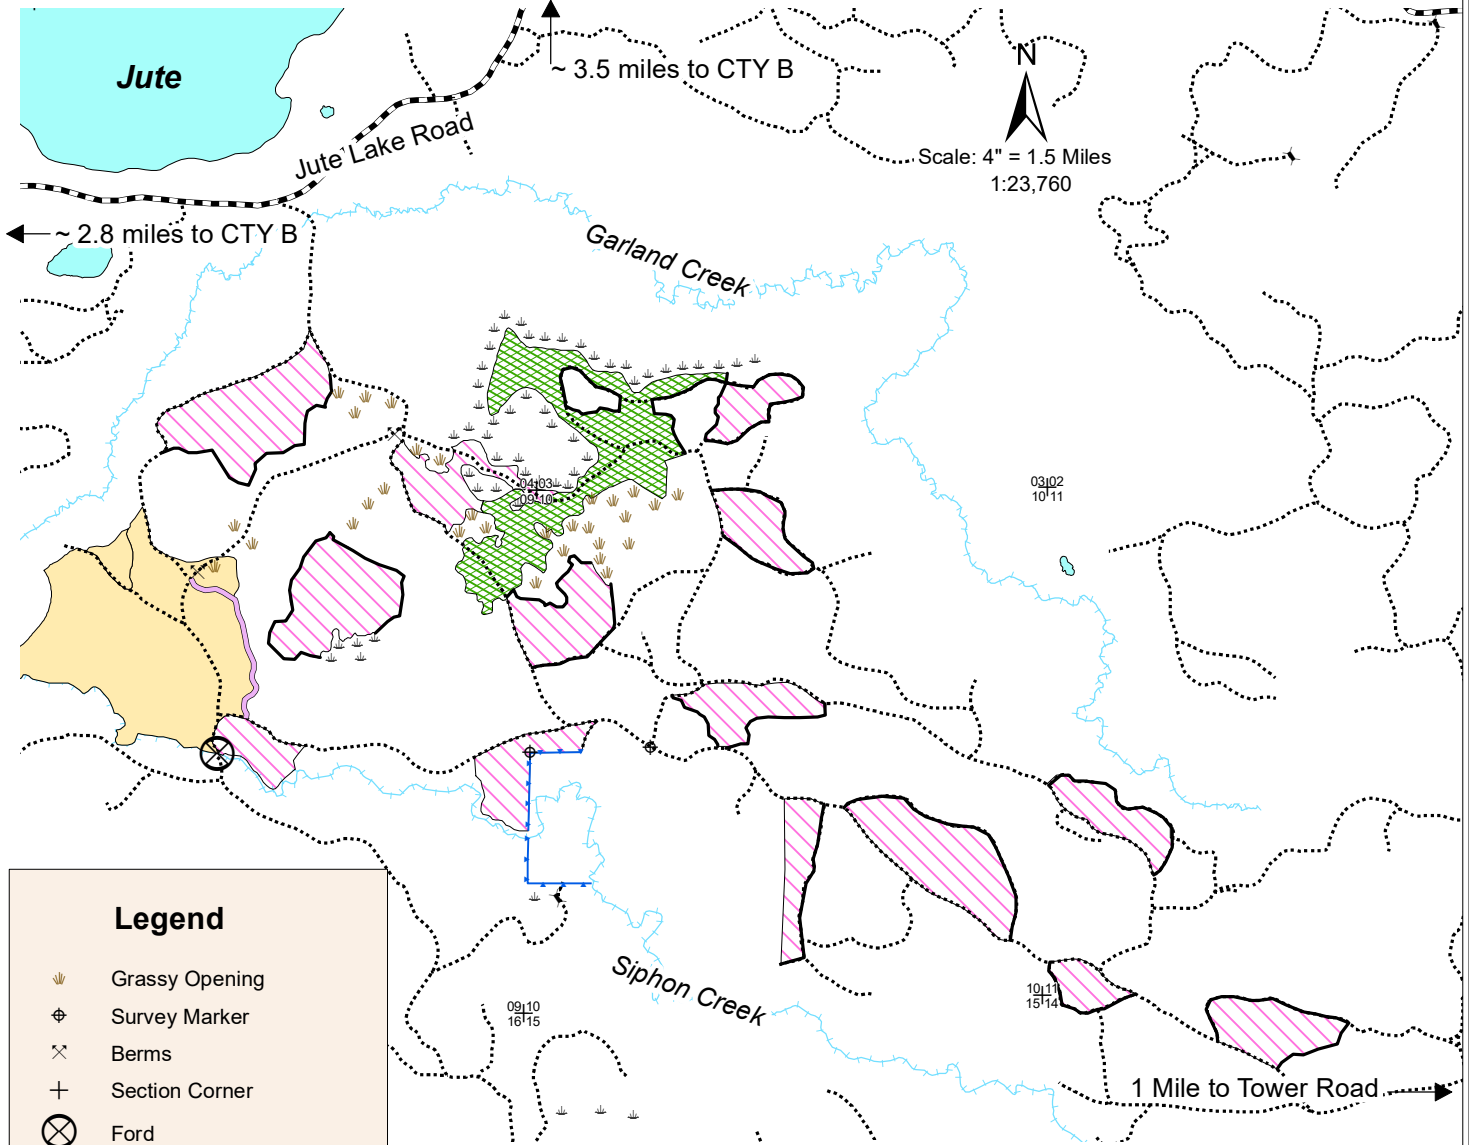 Jute
~ 3.5 miles to CTY B
N
Jute Lake Road
Scale: 4" = 1.5 Miles
1:23,760
~ 2.8 miles to CTY B
Garland Creek
04 03
09 10
03 02
10 11
Siphon Creek
09 10
16 15
10 11
15 14
1 Mile to Tower Road
Legend
Grassy Opening
Survey Marker
Berms
Section Corner
Ford